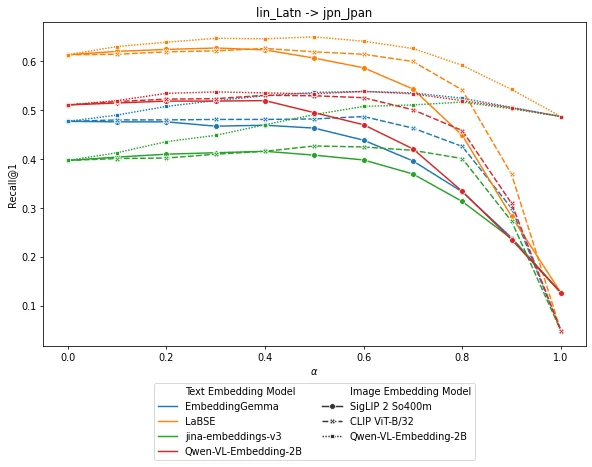 lin_Latn -> jpn_Jpan
Recall@1
0.6
0.5
0.4
0.3
0.2
0.1
0.0 0.2 0.4 0.6 0.8 1.0
α
Text Embedding Model
EmbeddingGemma
LaBSE
jina-embeddings-v3
Qwen-VL-Embedding-2B
Image Embedding Model
SigLIP 2 So400m
CLIP ViT-B/32
Qwen-VL-Embedding-2B